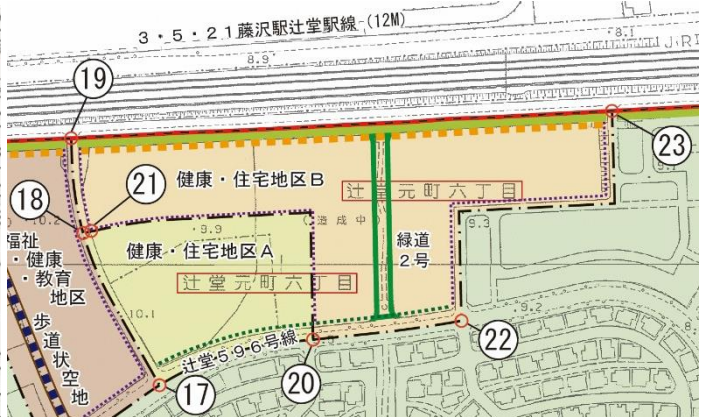 3・5・21藤沢駅辻堂駅線 (12M)
8.9
8.1
J.R
19
23
18
21
10.2
健康・住宅地区B
辻堂元町六丁目
9.9
(造成中)
9.3
福祉
・健康
・教育
地区
健康・住宅地区A
緑道
2号
辻堂元町六丁目
10.1
9.2
歩道状空地
辻堂596号線
22
20
17